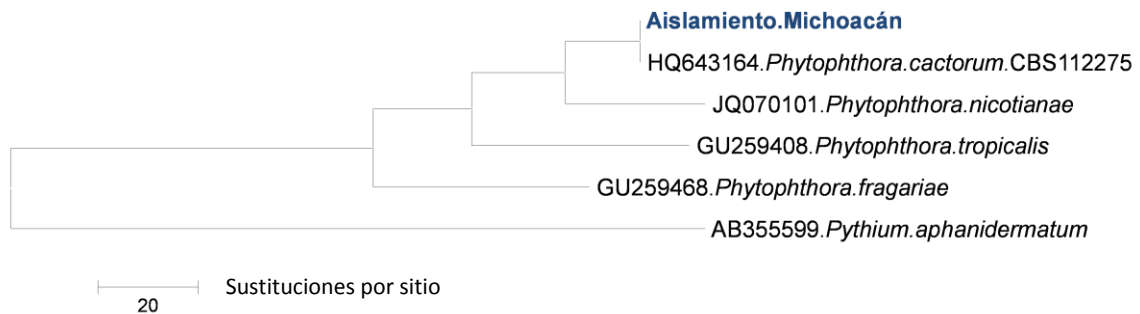 Aislamiento.Michoacán
HQ643164.Phytophthora.cactorum.CBS112275
JQ070101.Phytophthora.nicotianae
GU259408.Phytophthora.tropicalis
GU259468.Phytophthora.fragariae
AB355599.Pythium.aphanidermatum
Sustituciones por sitio
20